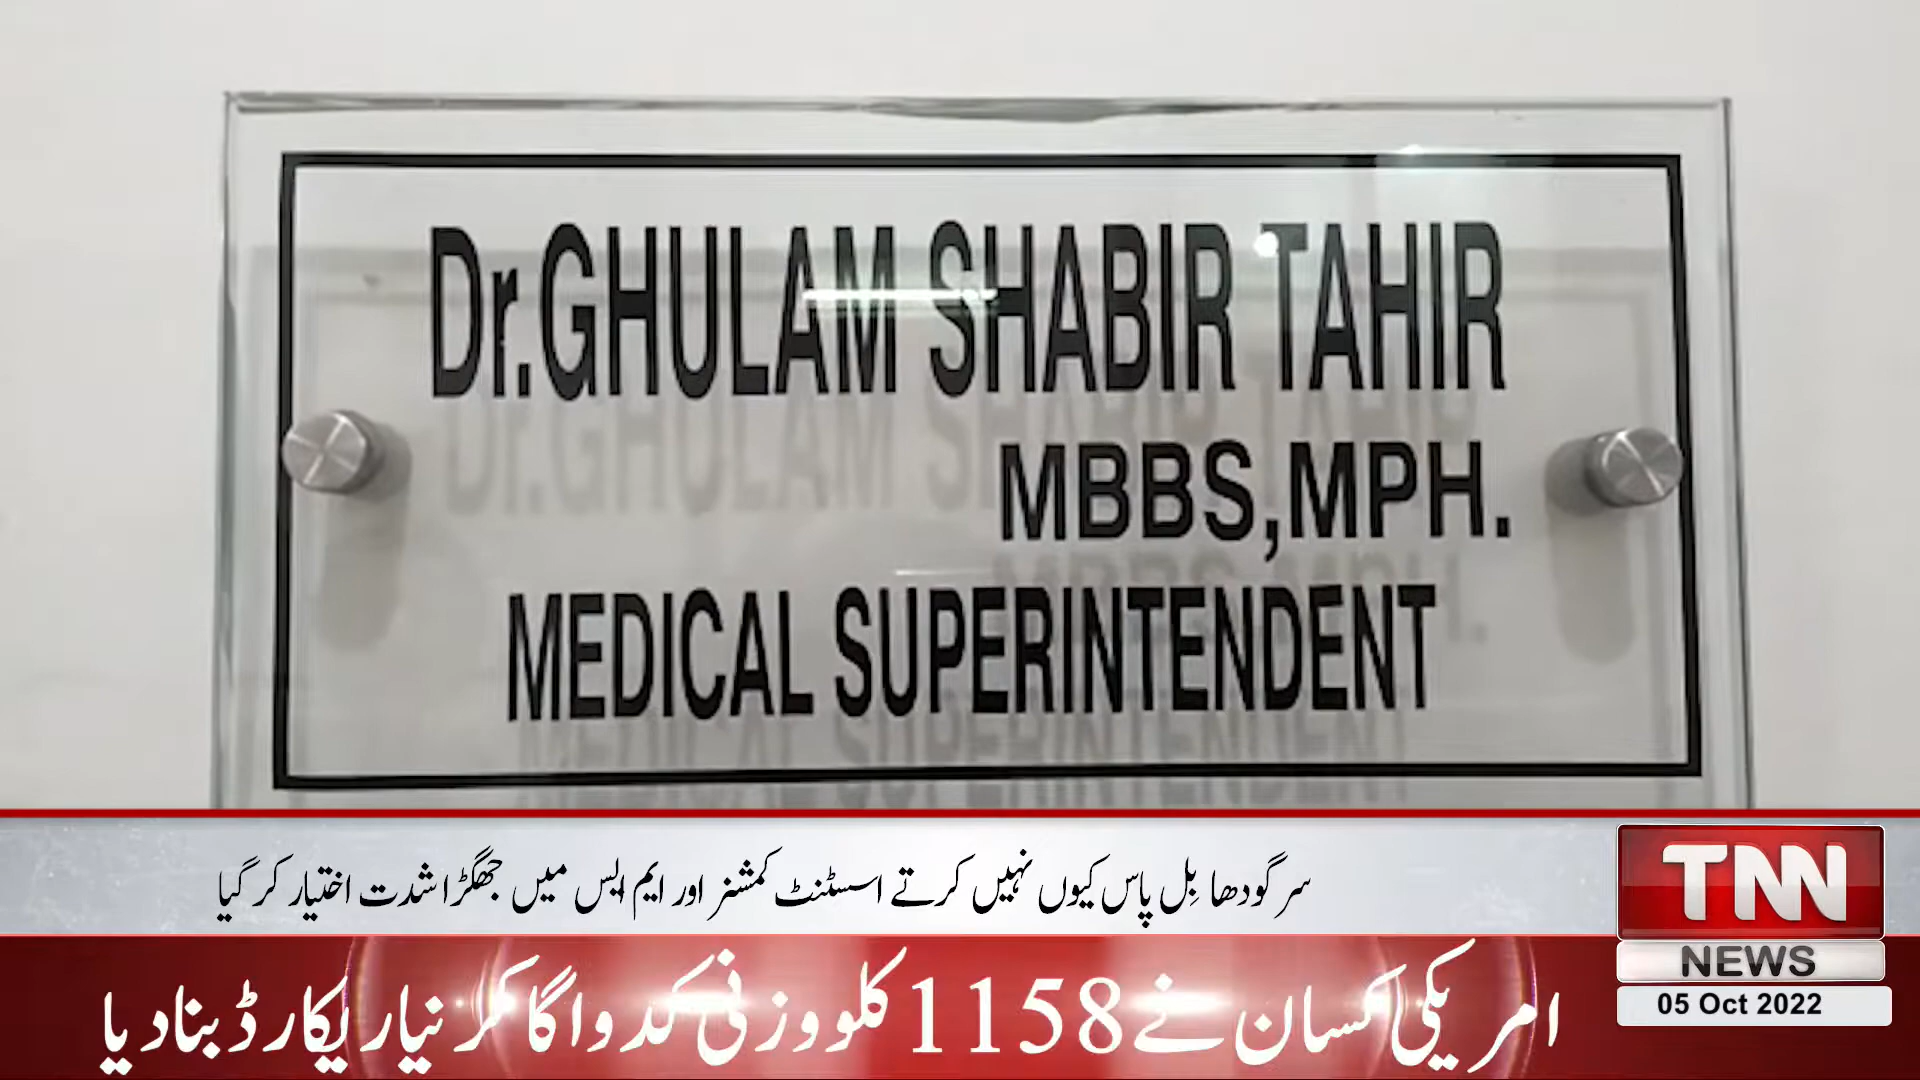 Dr.GHULAM SHABIR TAHIR
MBBS,MPH.
MEDICAL SUPERINTENDENT
سرگودھا بِل پاس کیوں نہیں کرتے اسسٹنٹ کمشنر اور ایم ایس میں جھگڑا شدت اختیار کر گیا
TNN
NEWS
05 Oct 2022
امریکی کسان نے 1158 کلو وزنی کدو اگا کر نیا ریکارڈ بنا دیا